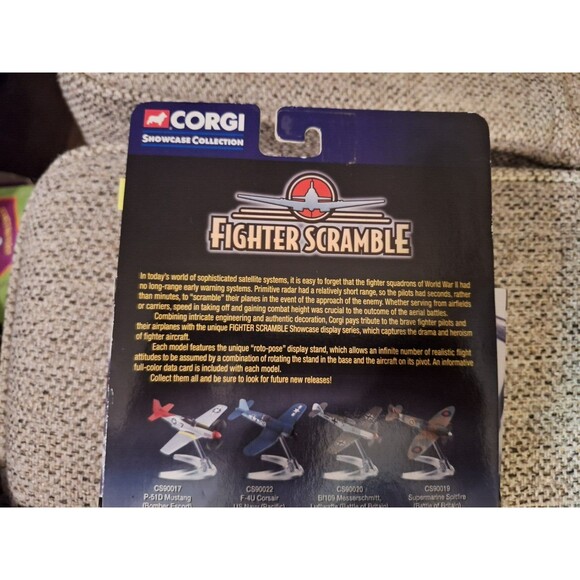 CORGI
SHOWCASE COLLECTION
FIGHTER SCRAMBLE
In today's world of sophisticated satellite systems, it is easy to forget that the fighter squadrons of World War II had
no long-range early warning systems. Primitive radar had a relatively short range, so the pilots had seconds, rather
than minutes, to "scramble" their planes in the event of the approach of the enemy. Whether serving from airfields
or carriers, speed in taking off and gaining combat height was crucial to the outcome of the aerial battles.
Combining intricate engineering and authentic decoration, Corgi pays tribute to the brave fighter pilots and
their airplanes with the unique FIGHTER SCRAMBLE Showcase display series, which captures the drama and heroism
of fighter aircraft.
Each model features the unique "roto-pose" display stand, which allows an infinite number of realistic flight
attitudes to be assumed by a combination of rotating the stand in the base and the aircraft on its pivot. An informative
full-color data card is included with each model.
Collect them all and be sure to look for future new releases!
CS90017 CS90022 CS90020 CS90019
P-51D Mustang F-4U Corsair Bf109 Messerschmitt, Supermarine Spitfire
(Bomber Escort) US Navy (Pacific) Luftwaffe (Battle of Britain) (Battle of Britain)